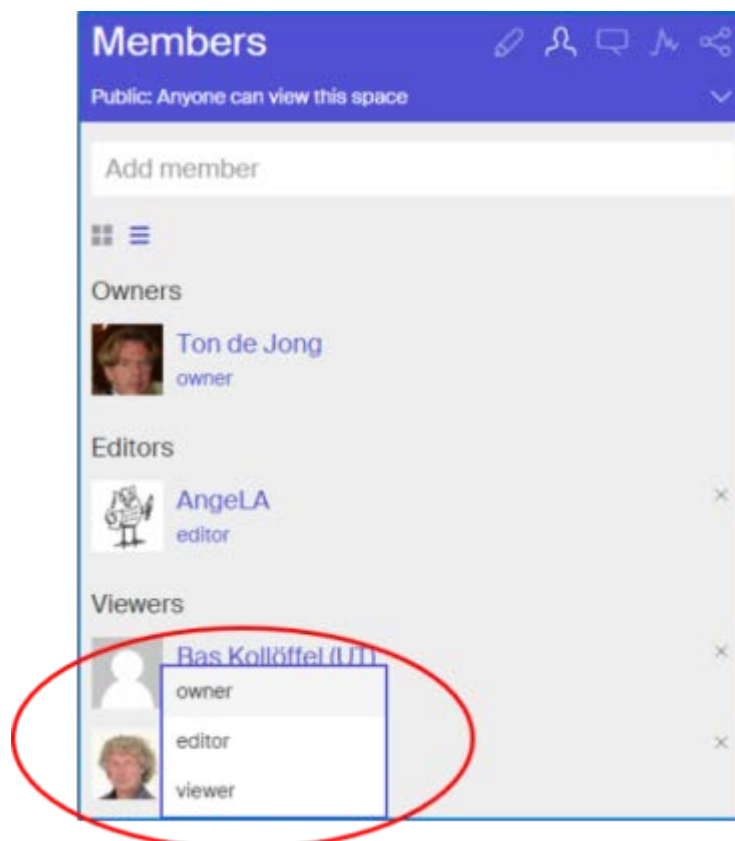 Members
Public: Anyone can view this space
Add member
Owners
Ton de Jong
owner
Editors
AngeLA
editor
Viewers
Bas Kollöffel (UT)
owner
editor
viewer